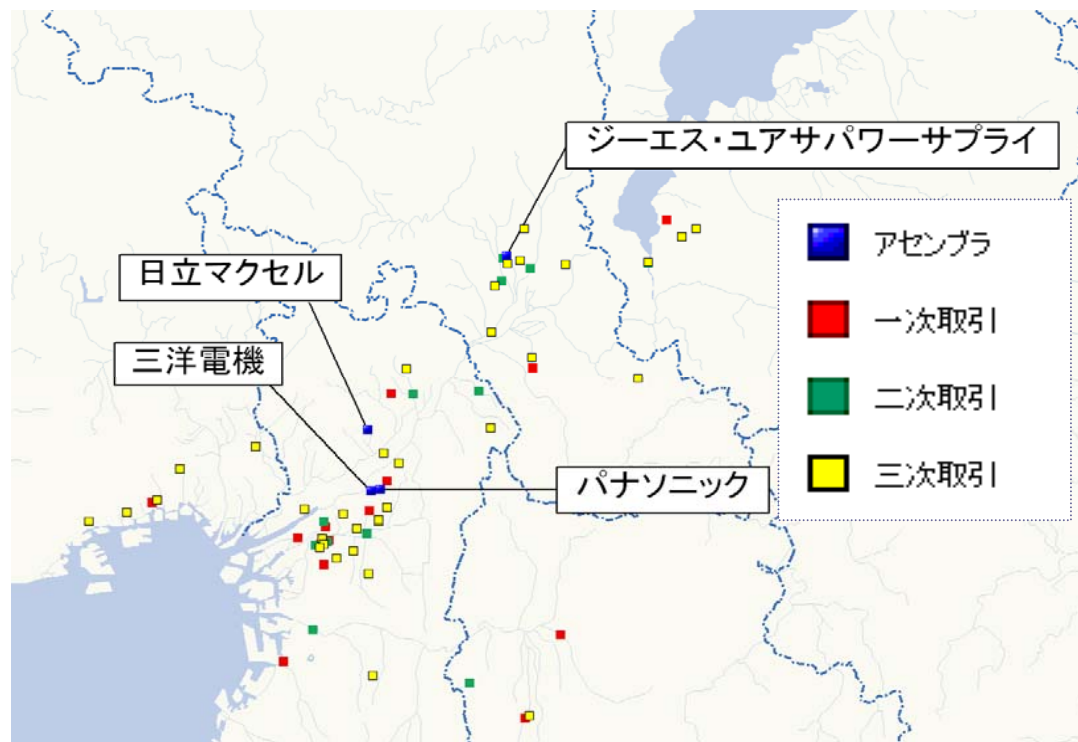 ジーエス・ユアサパワーサプライ
アセンブラ
日立マクセル
一次取引
三洋電機
二次取引
パナソニック
三次取引